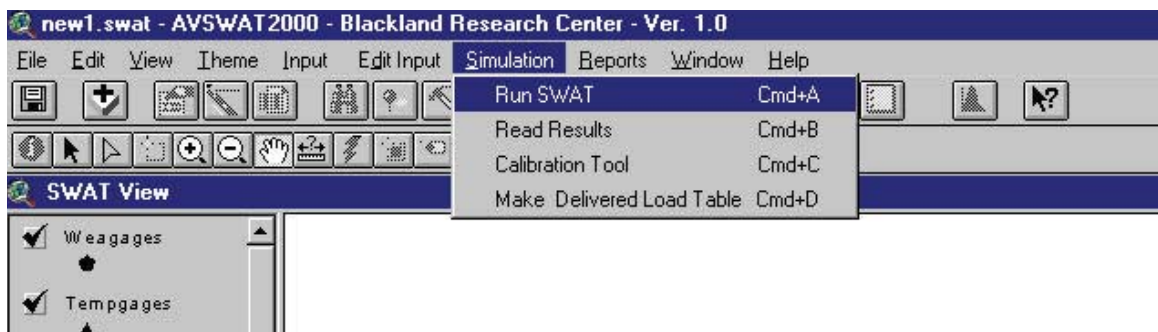 new1.swat - AVSWAT2000 - Blackland Research Center - Ver. 1.0
File Edit View Theme Input Edit Input Simulation Reports Window Help
Run SWAT Cmd+A
Read Results Cmd+B
Calibration Tool Cmd+C
Make Delivered Load Table Cmd+D
SWAT View
Weagages
Tempgages